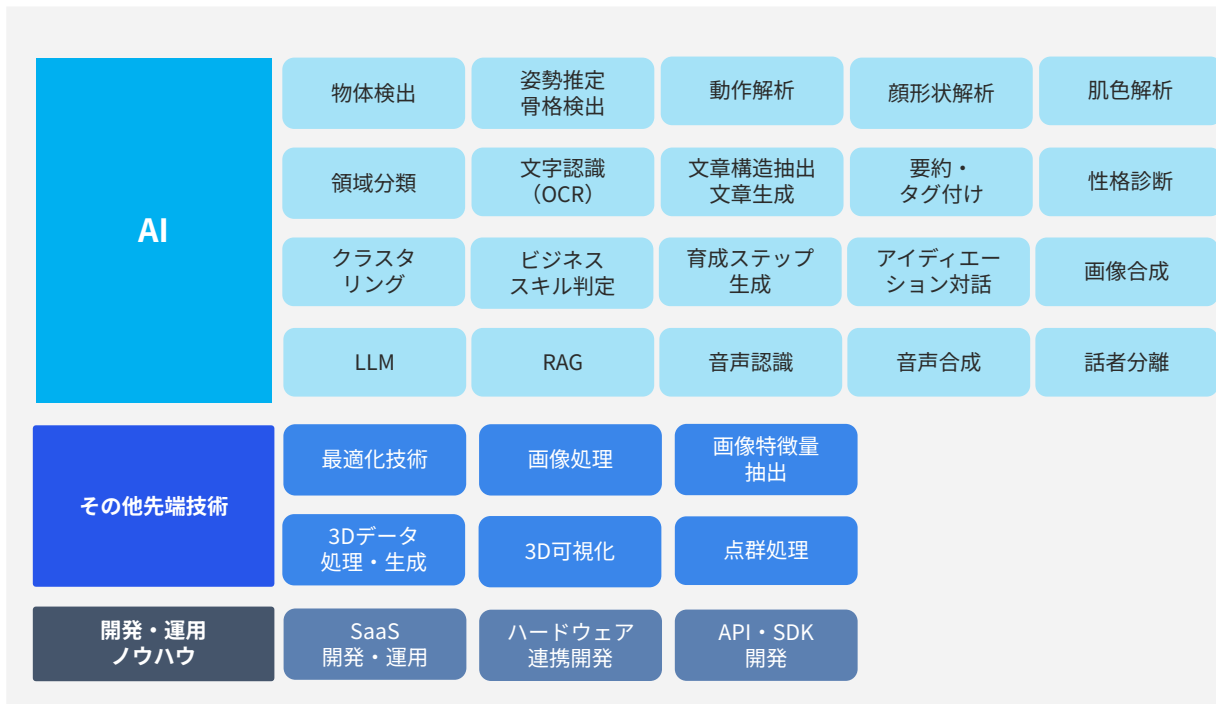 AI
物体検出
姿勢推定
骨格検出
動作解析
顔形状解析
肌色解析
領域分類
文字認識
（OCR）
文章構造抽出
文章生成
要約・
タグ付け
性格診断
クラスタ
リング
ビジネス
スキル判定
育成ステップ
生成
アイディエー
ション対話
画像合成
LLM
RAG
音声認識
音声合成
話者分離
その他先端技術
最適化技術
画像処理
画像特徴量
抽出
3Dデータ
処理・生成
3D可視化
点群処理
開発・運用
ノウハウ
SaaS
開発・運用
ハードウェア
連携開発
API・SDK
開発